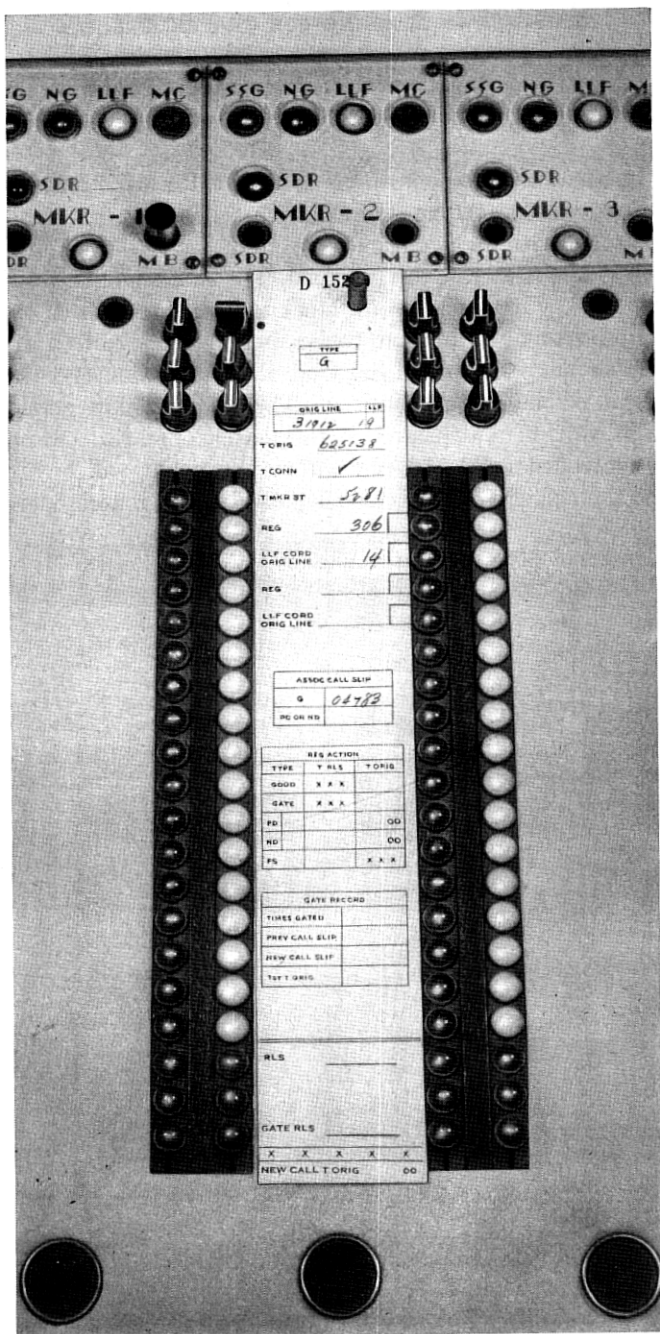 SG NG LLF MC SSG NG LLF MC SSG NG LLF M
SDR SDR SDR
MKR - 1 MKR - 2 MKR - 3
DR MB SDR MB SDR M
D 152
TYPE
G
ORIG LINE LLF
31912 19
T ORIG 625138
T CONN ✓
T MKR ST 5281
REG 306
LLF CORD
ORIG LINE 14
REG
LLF CORD
ORIG LINE
ASSOC CALL SLIP
G 04783
PD OR ND
REG ACTION
TYPE T RLS T ORIG
GOOD X X X
GATE X X X
PD 00
ND 00
PS X X X
GATE RECORD
TIMES GATED
PREV CALL SLIP
NEW CALL SLIP
1ST T ORIG
RLS
GATE RLS
X X X X X
NEW CALL T ORIG 00